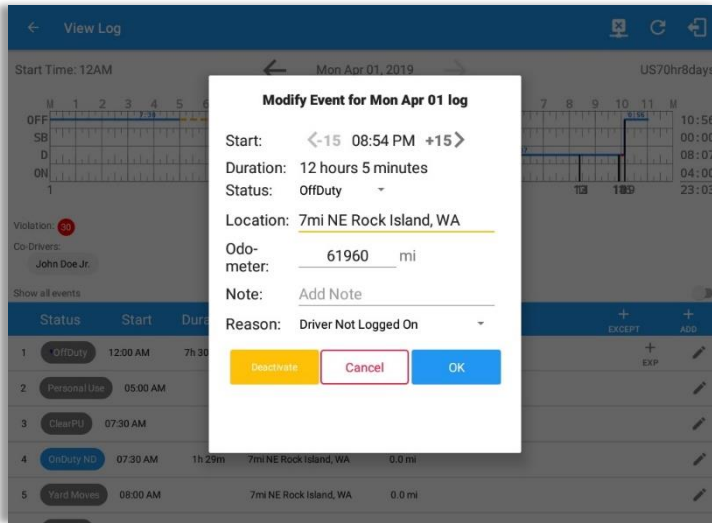 View Log
Start Time: 12AM
Mon Apr 01, 2019
US70hr8days
M 1 2 3 4 5 6
7 8 9 10 11 M
OFF 7:30 0:56 10:56
SB 00:00
D 08:07
ON 04:00
1 23:03
Violation: 30
Co-Drivers:
John Doe Jr.
Show all events
Status Start Dura
+ EXCEPT + ADD
1 OffDuty 12:00 AM 7h 30 + EXP
2 Personal Use 05:00 AM
3 ClearPU 07:30 AM
4 OnDuty ND 07:30 AM 1h 29m 7mi NE Rock Island, WA 0.0 mi
5 Yard Moves 08:00 AM 7mi NE Rock Island, WA 0.0 mi
Modify Event for Mon Apr 01 log
Start: -15 08:54 PM +15
Duration: 12 hours 5 minutes
Status: OffDuty
Location: 7mi NE Rock Island, WA
Odo-
meter: 61960 mi
Note: Add Note
Reason: Driver Not Logged On
Deactivate Cancel OK